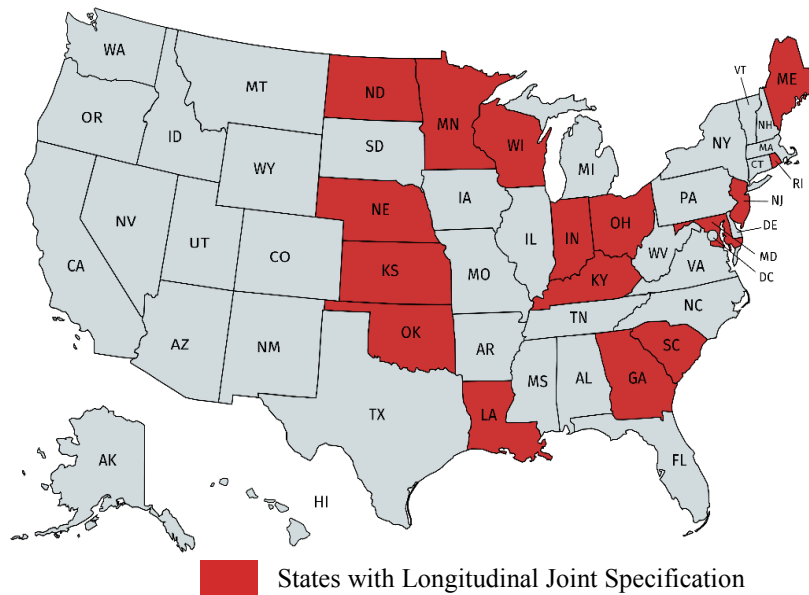 WA
MT
ND
MN
ME
VT
OR
ID
WY
SD
WI
MI
NY
NH
MA
CT
RI
NV
UT
CO
NE
IA
IL
IN
OH
PA
NJ
DE
CA
KS
MO
KY
WV
VA
MD
DC
AZ
NM
OK
AR
TN
NC
SC
TX
LA
MS
AL
GA
FL
AK
HI
States with Longitudinal Joint Specification